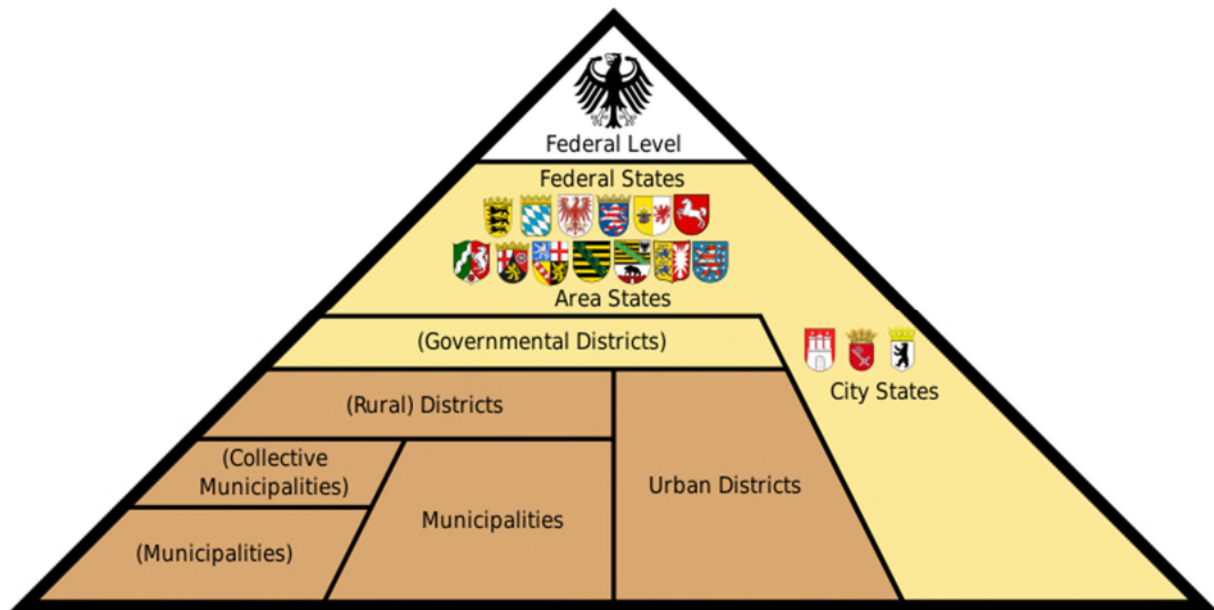 Federal Level
Federal States
Area States
(Governmental Districts)
City States
(Rural) Districts
(Collective
Municipalities)
Urban Districts
Municipalities
(Municipalities)